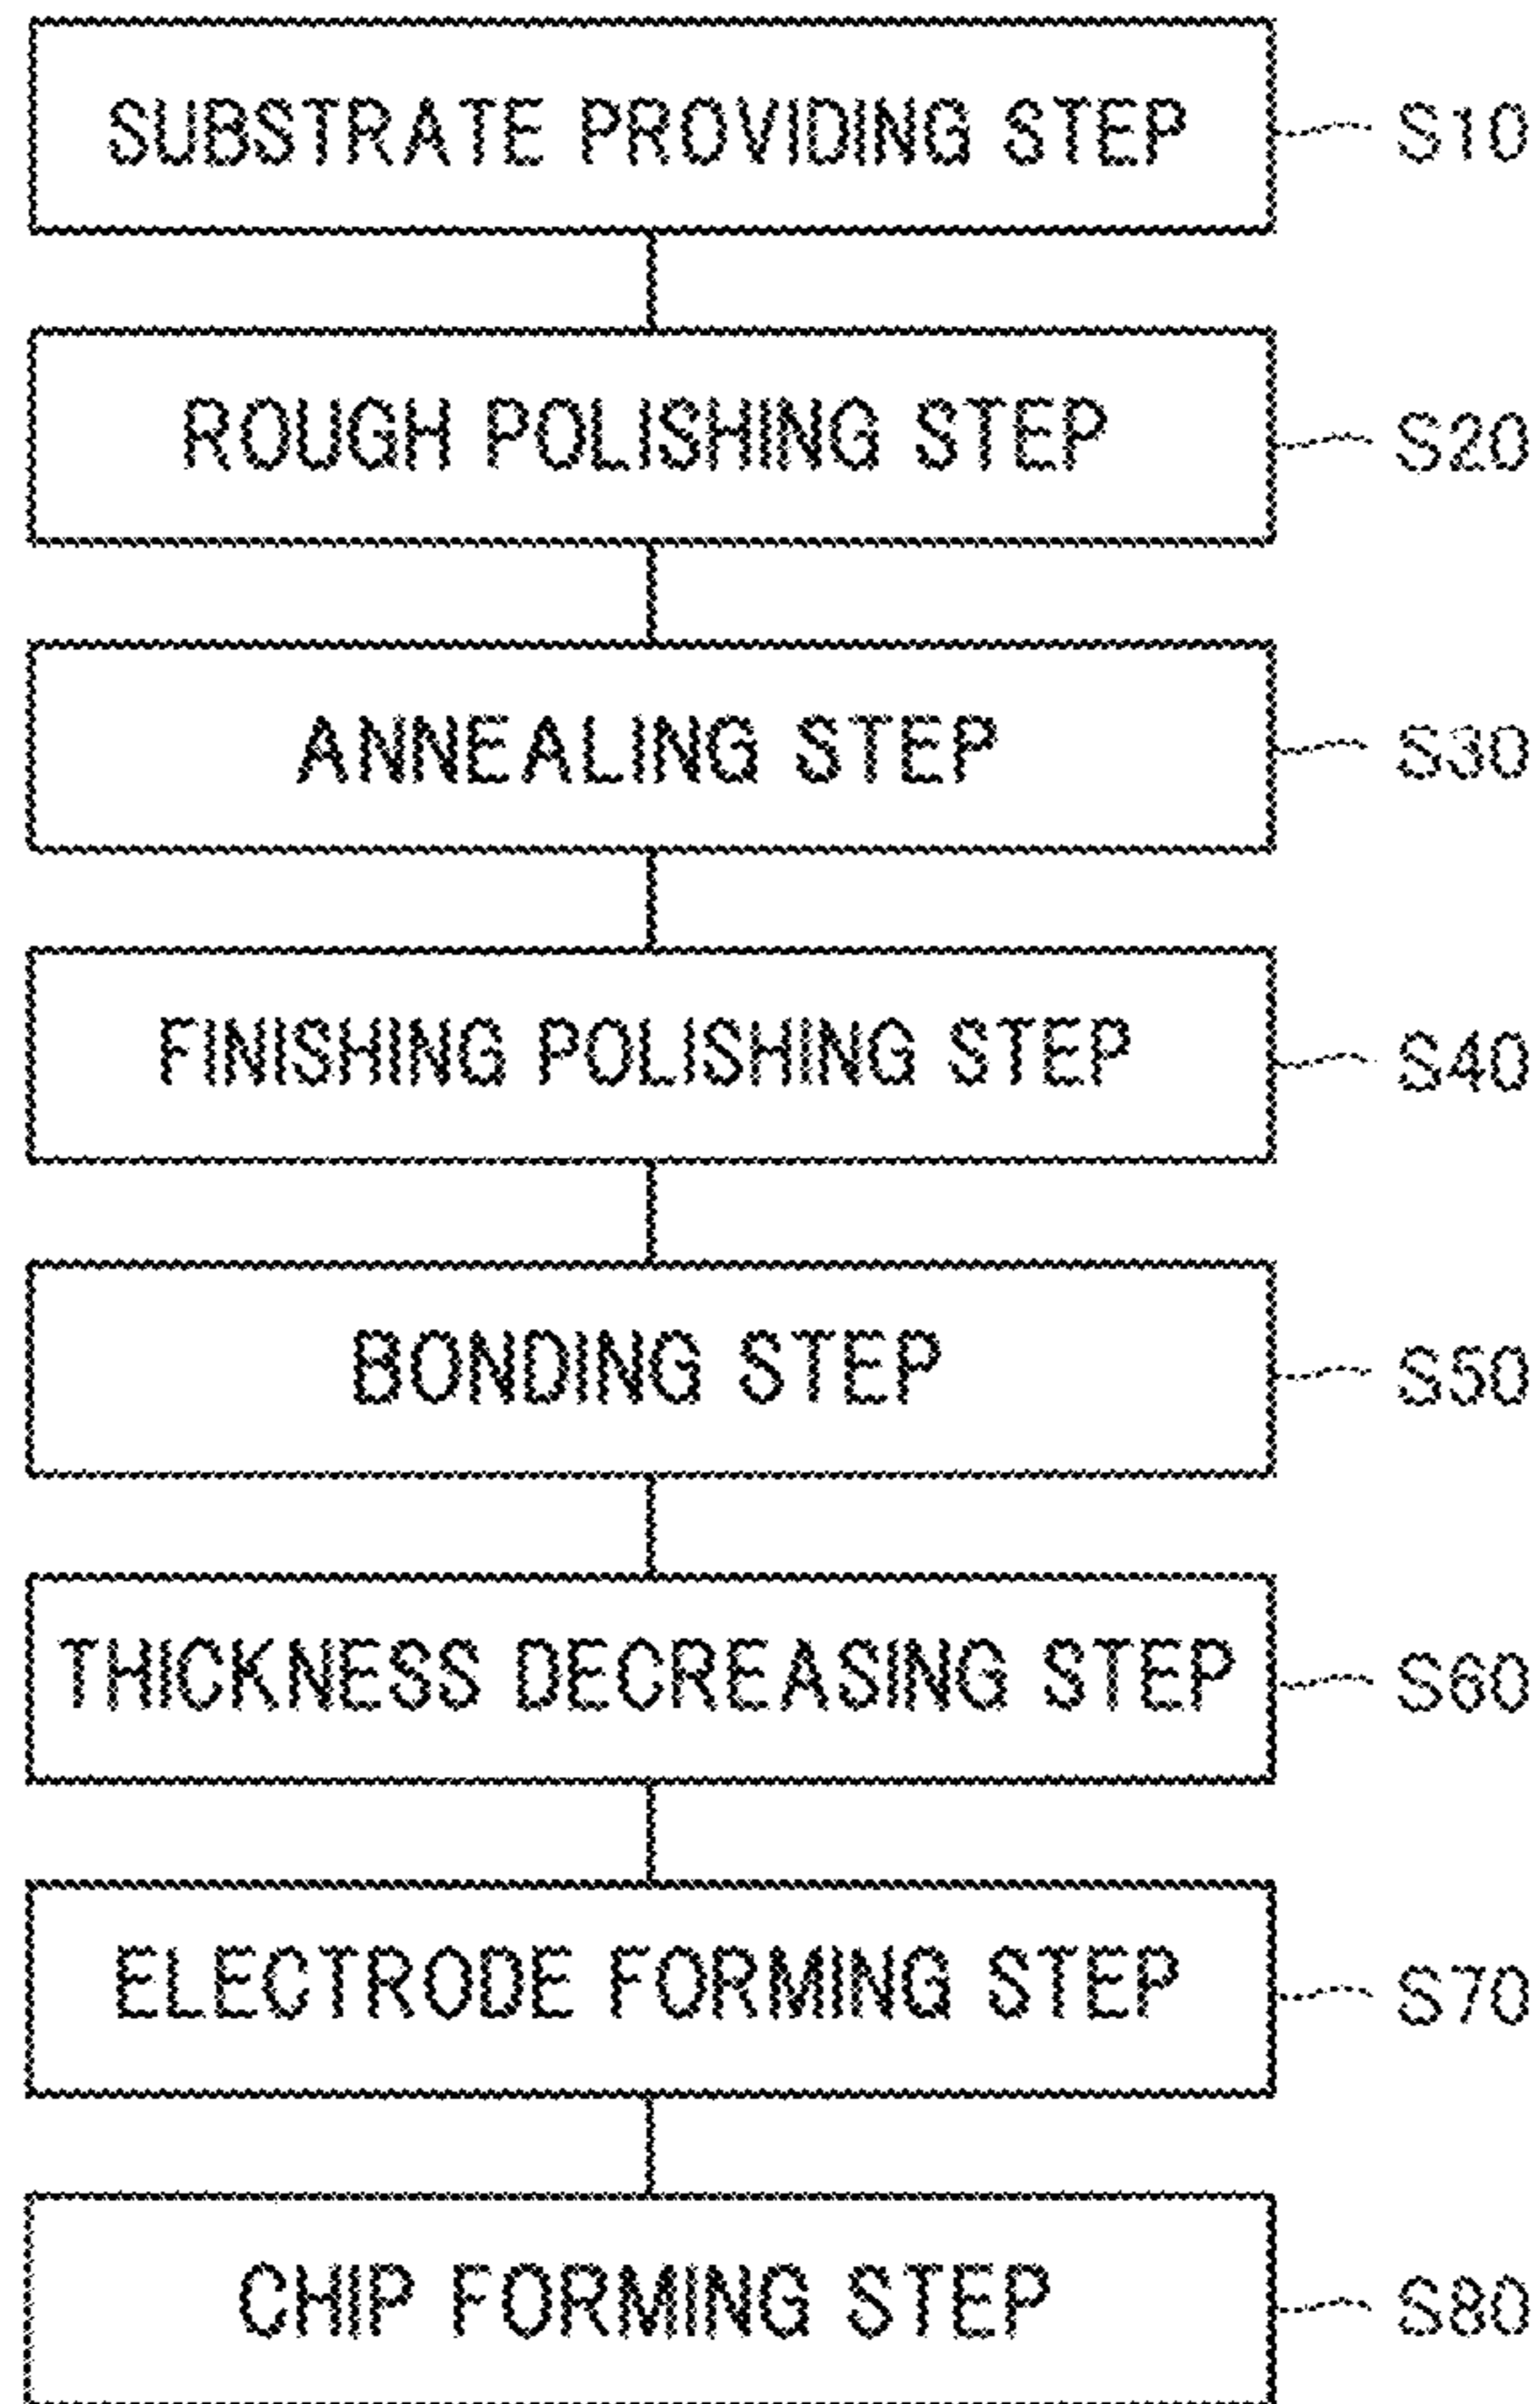 SUBSTRATE PROVIDING STEP S10
ROUGH POLISHING STEP S20
ANNEALING STEP S30
FINISHING POLISHING STEP S40
BONDING STEP S50
THICKNESS DECREASING STEP S60
ELECTRODE FORMING STEP S70
CHIP FORMING STEP S80